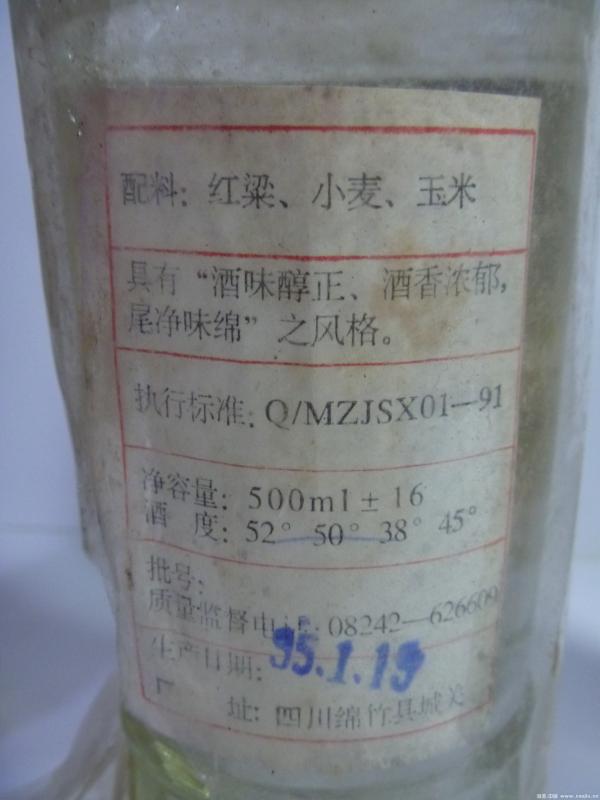 配料：红粱、小麦、玉米
具有“酒味醇正、酒香浓郁，
尾净味绵”之风格。
执行标准：Q/MZJSX01—91
净容量：500ml±16
酒 度：52° 50° 38° 45°
批号：
质量监督电话：08242—626609
生产日期：95.1.19
厂 址：四川绵竹县城关